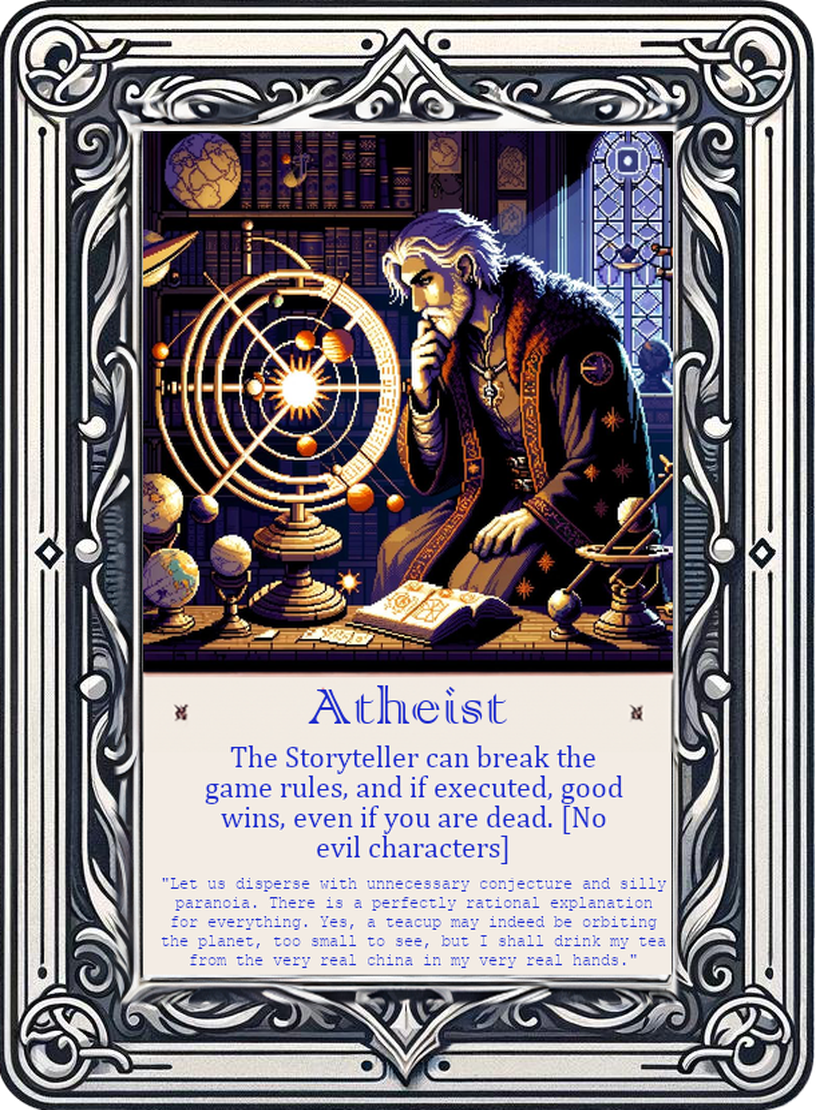 Atheist
The Storyteller can break the
game rules, and if executed, good
wins, even if you are dead. [No
evil characters]
"Let us disperse with unnecessary conjecture and silly
paranoia. There is a perfectly rational explanation
for everything. Yes, a teacup may indeed be orbiting
the planet, too small to see, but I shall drink my tea
from the very real china in my very real hands."